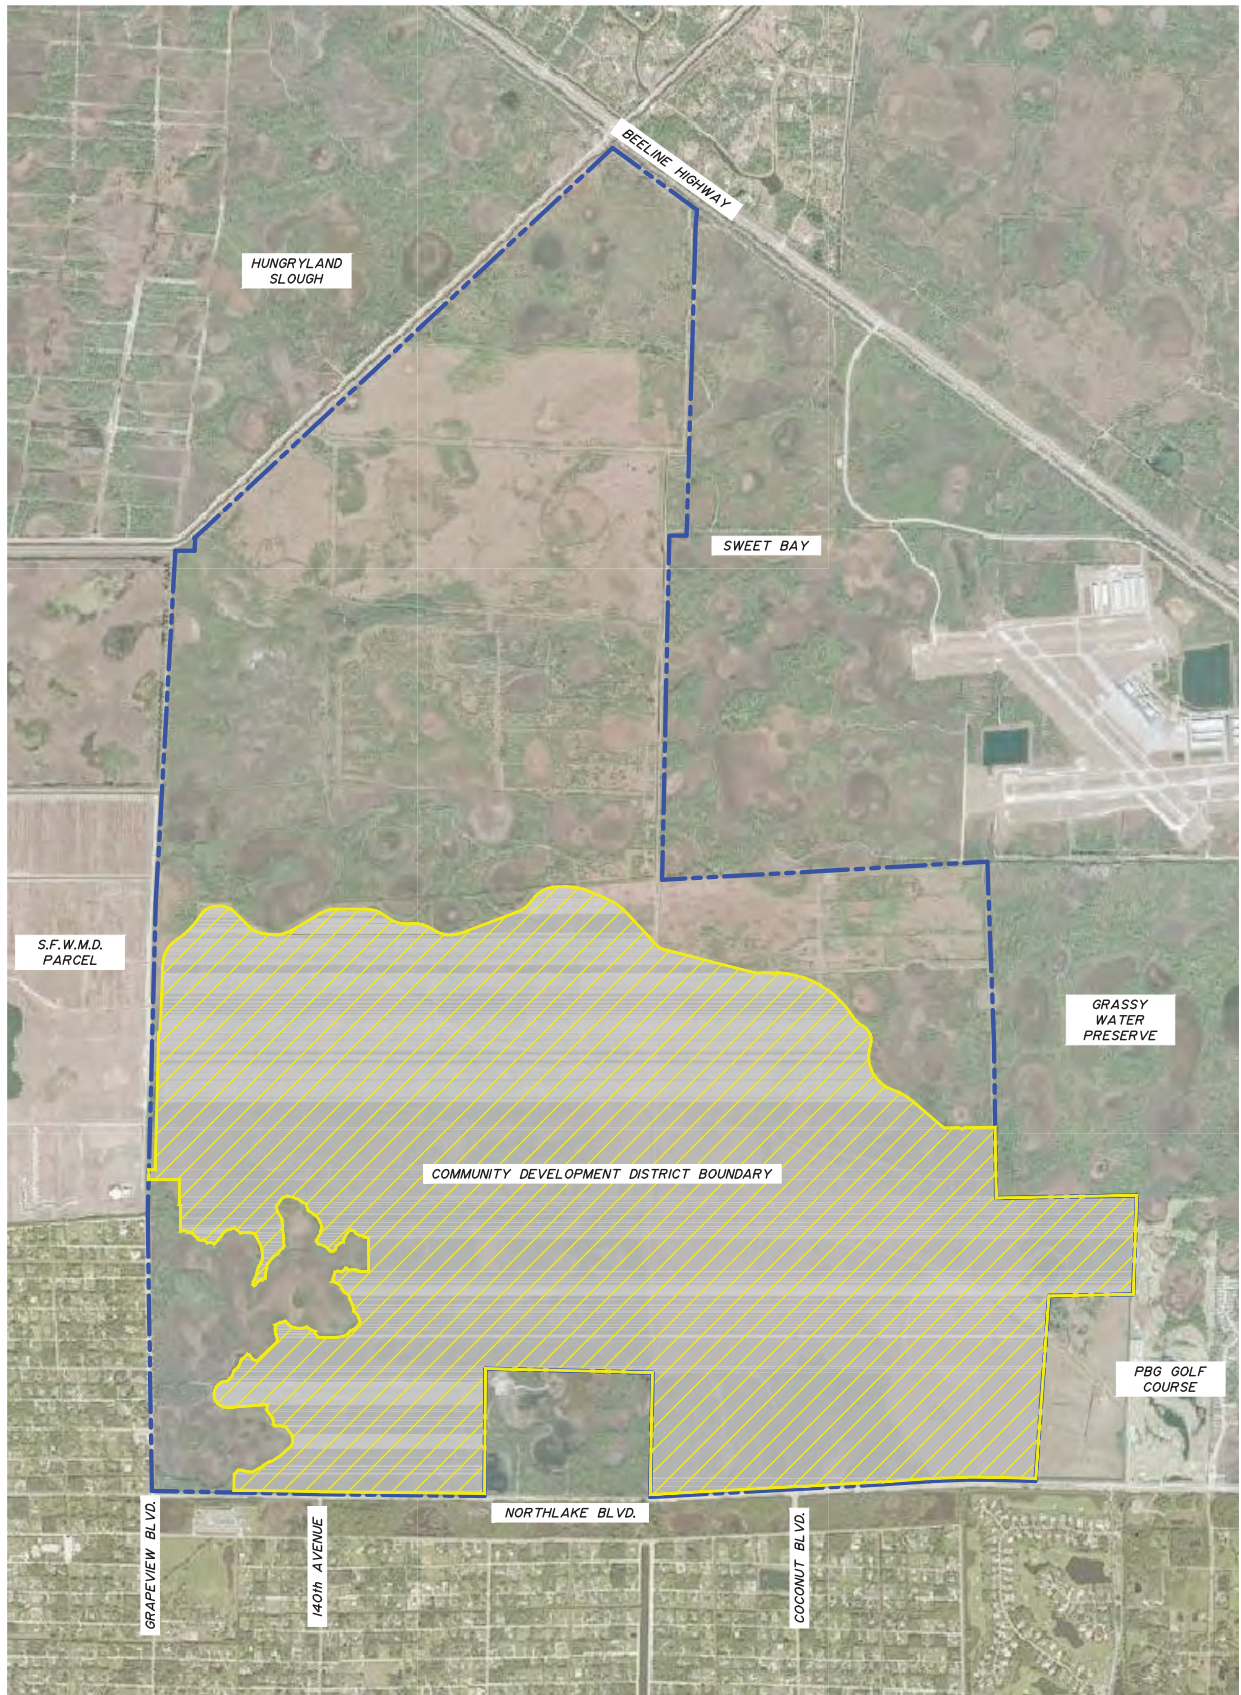 BEELINE HIGHWAY
HUNGRYLAND
SLOUGH
SWEET BAY
S.F.W.M.D.
PARCEL
GRASSY
WATER
PRESERVE
COMMUNITY DEVELOPMENT DISTRICT BOUNDARY
PBG GOLF
COURSE
NORTHLAKE BLVD.
GRAPEVIEW BLVD.
140th AVENUE
COCONUT BLVD.